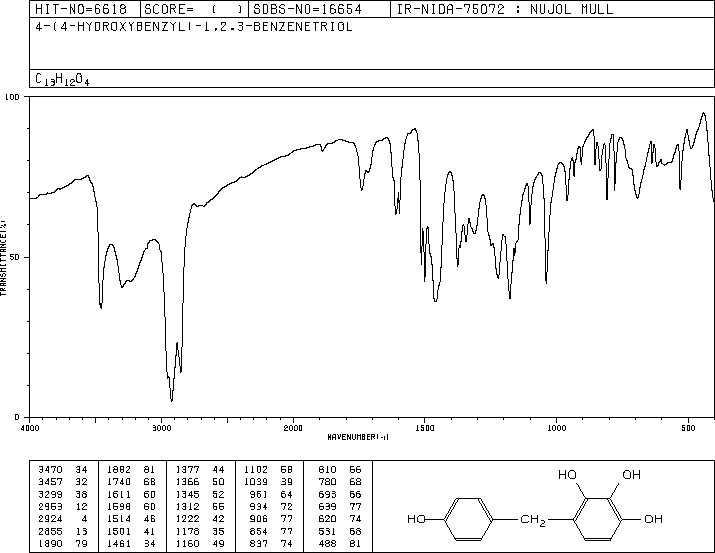 HIT-NO=6618 SCORE= ( ) SDBS-NO=16654 IR-NIDA-75072 : NUJOL MULL
4-(4-HYDROXYBENZYL)-1,2,3-BENZENETRIOL
C13H12O4
100
50
0
TRANSMITTANCE(%)
4000 3000 2000 1500 1000 500
WAVENUMBER(-1)
3470 34 1882 81 1377 44 1102 58 810 66
3457 32 1740 68 1366 50 1039 39 780 68
3299 38 1611 60 1345 52 961 64 693 66
2953 12 1598 60 1312 55 934 72 639 77
2924 4 1514 46 1222 42 906 77 620 74
2855 13 1501 41 1178 35 854 77 531 68
1890 79 1461 34 1160 49 837 74 488 81
HO OH
HO CH2 OH